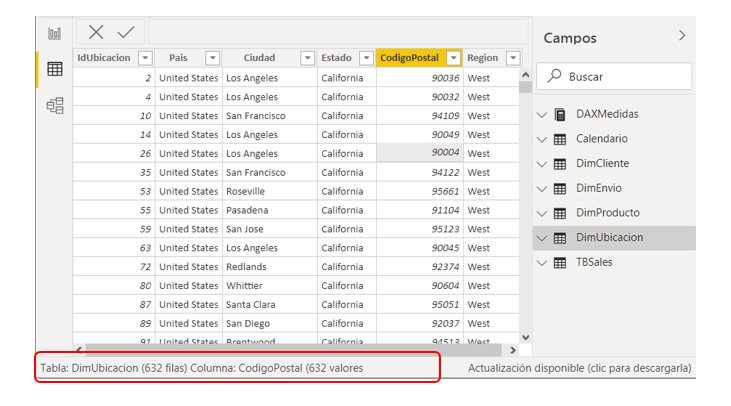 Campos
IdUbicacion Pais Ciudad Estado CodigoPostal Region
2 United States Los Angeles California 90036 West
4 United States Los Angeles California 90032 West
10 United States San Francisco California 94109 West
14 United States Los Angeles California 90049 West
26 United States Los Angeles California 90004 West
35 United States San Francisco California 94122 West
53 United States Roseville California 95661 West
55 United States Pasadena California 91104 West
59 United States San Jose California 95123 West
63 United States Los Angeles California 90045 West
72 United States Redlands California 92374 West
80 United States Whittier California 90604 West
87 United States Santa Clara California 95051 West
89 United States San Diego California 92037 West
91 United States Brentwood California 94513 West
Buscar
DAXMedidas
Calendario
DimCliente
DimEnvio
DimProducto
DimUbicacion
TBSales
Tabla: DimUbicacion (632 filas) Columna: CodigoPostal (632 valores
Actualización disponible (clic para descargarla)